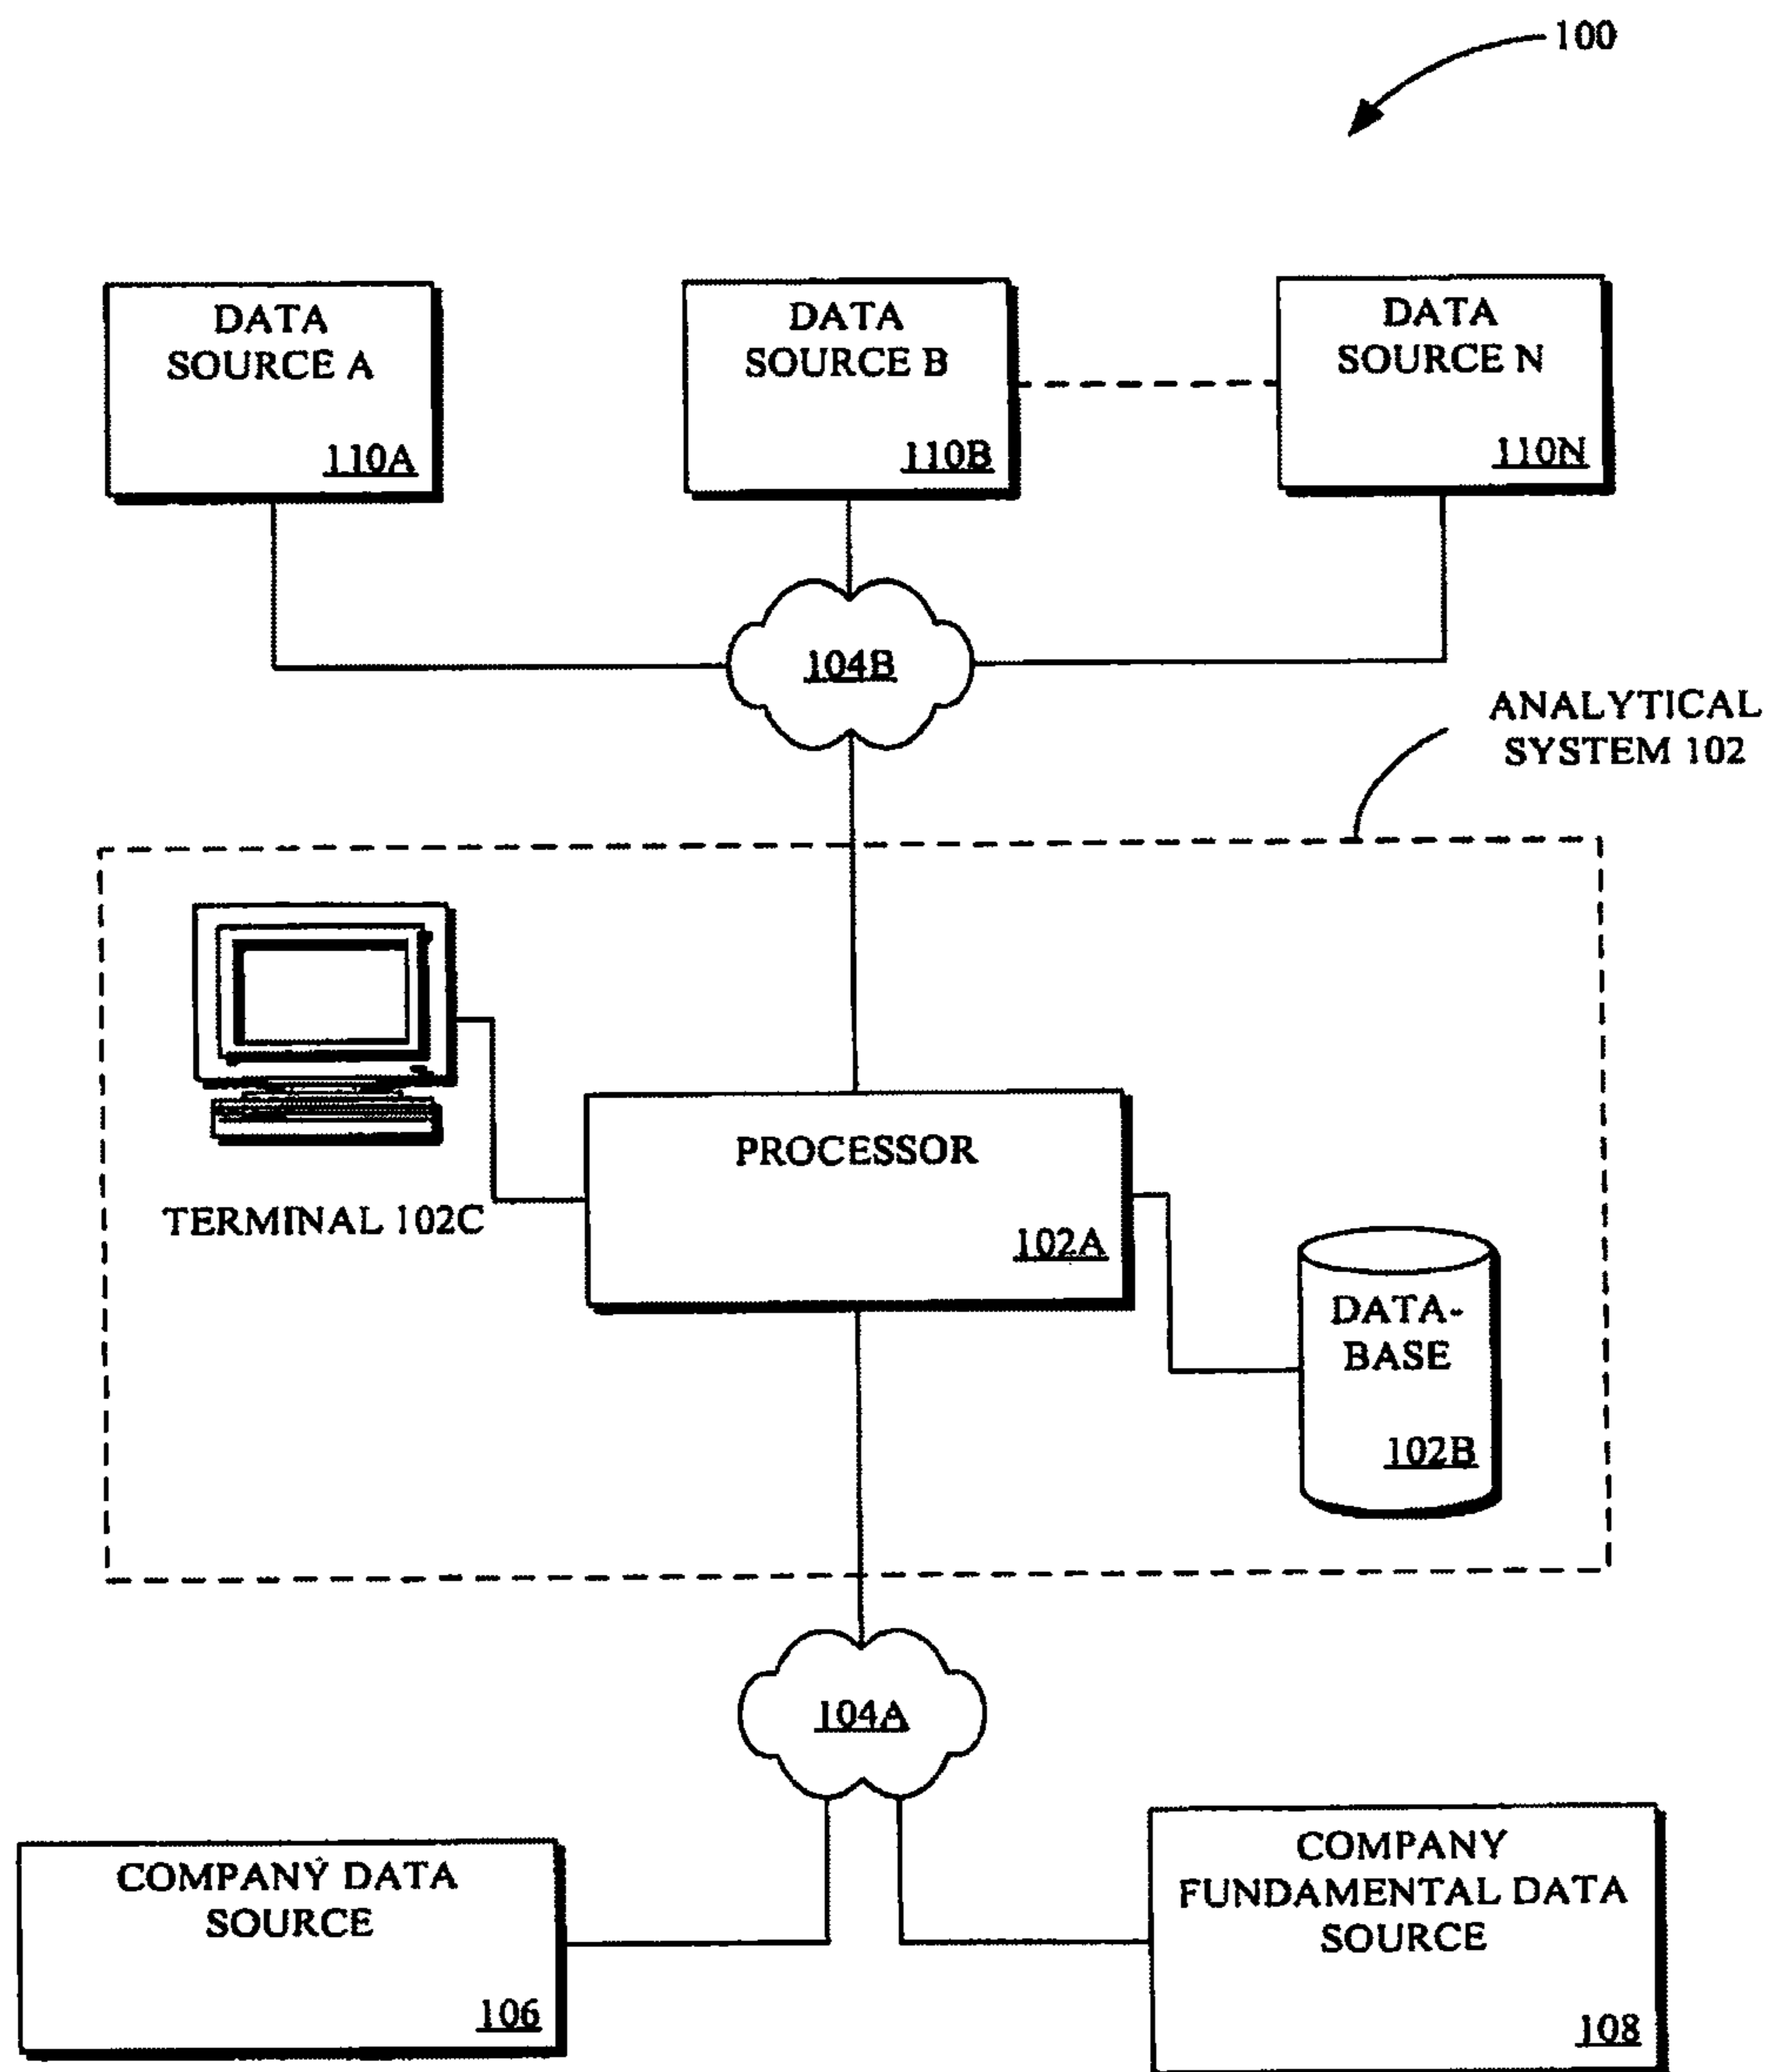 100
DATA
SOURCE A
110A
DATA
SOURCE B
110B
DATA
SOURCE N
110N
104B
ANALYTICAL
SYSTEM 102
TERMINAL 102C
PROCESSOR
102A
DATA-
BASE
102B
104A
COMPANY DATA
SOURCE
106
COMPANY
FUNDAMENTAL DATA
SOURCE
108